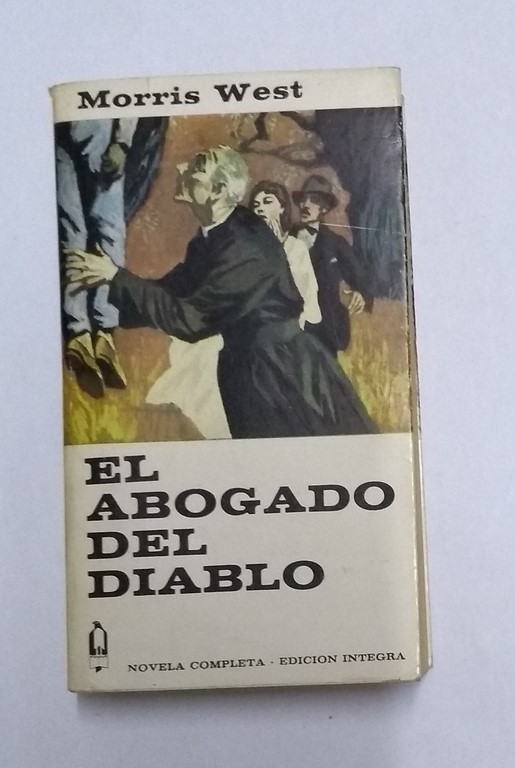 Morris West
EL
ABOGADO
DEL
DIABLO
NOVELA COMPLETA · EDICION INTEGRA